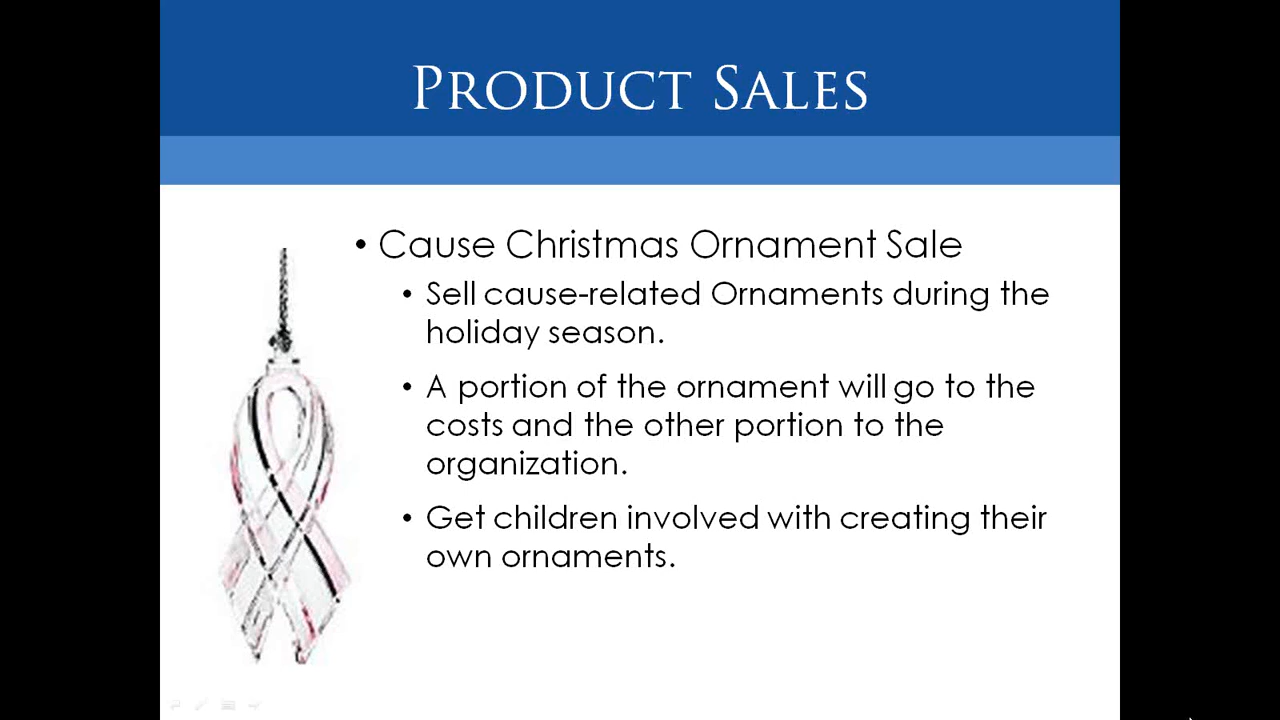 Product Sales
• Cause Christmas Ornament Sale
• Sell cause-related Ornaments during the
holiday season.
• A portion of the ornament will go to the
costs and the other portion to the
organization.
• Get children involved with creating their
own ornaments.